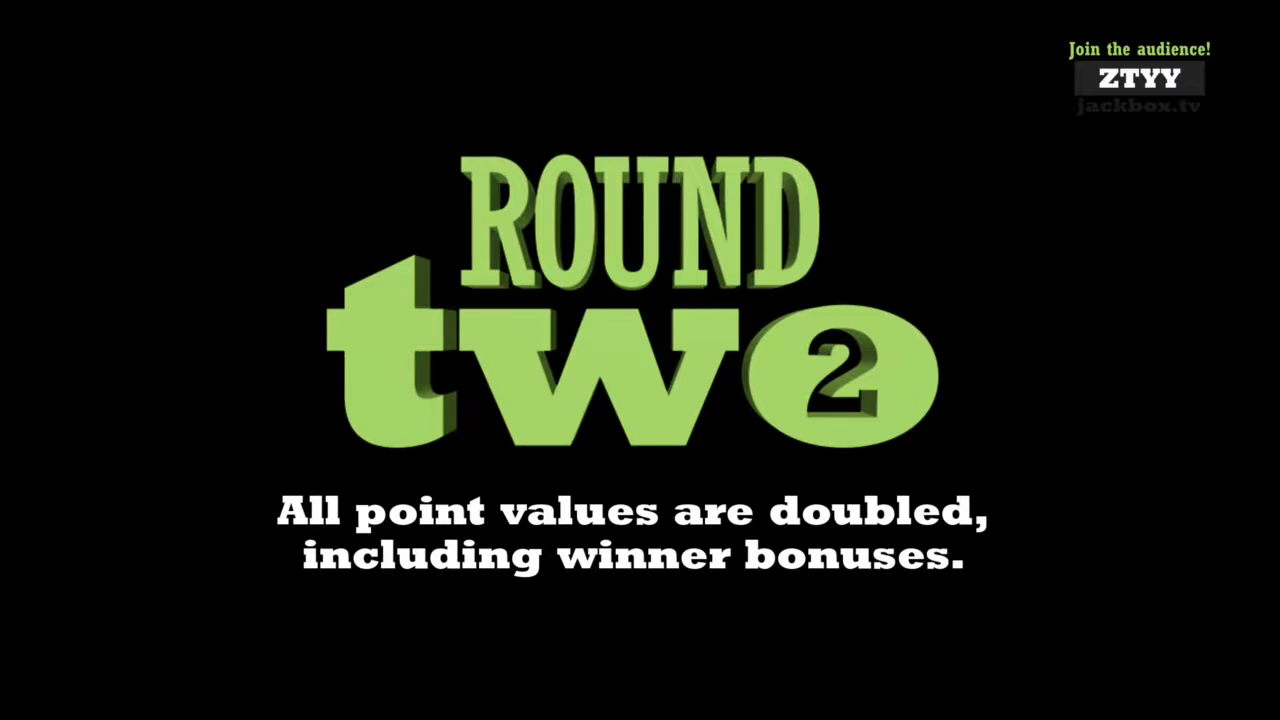 Join the audience!
ZTYY
jackbox.tv
ROUND
two
2
All point values are doubled,
including winner bonuses.